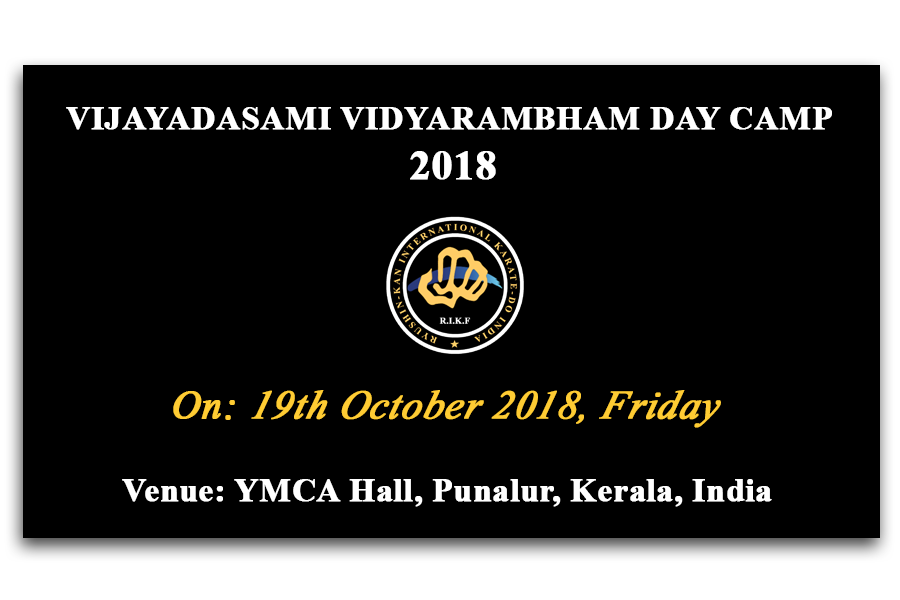 VIJAYADASAMI VIDYARAMBHAM DAY CAMP
2018
RYUSHIN-KAN INTERNATIONAL KARATE-DO INDIA
R.I.K.F
On: 19th October 2018, Friday
Venue: YMCA Hall, Punalur, Kerala, India